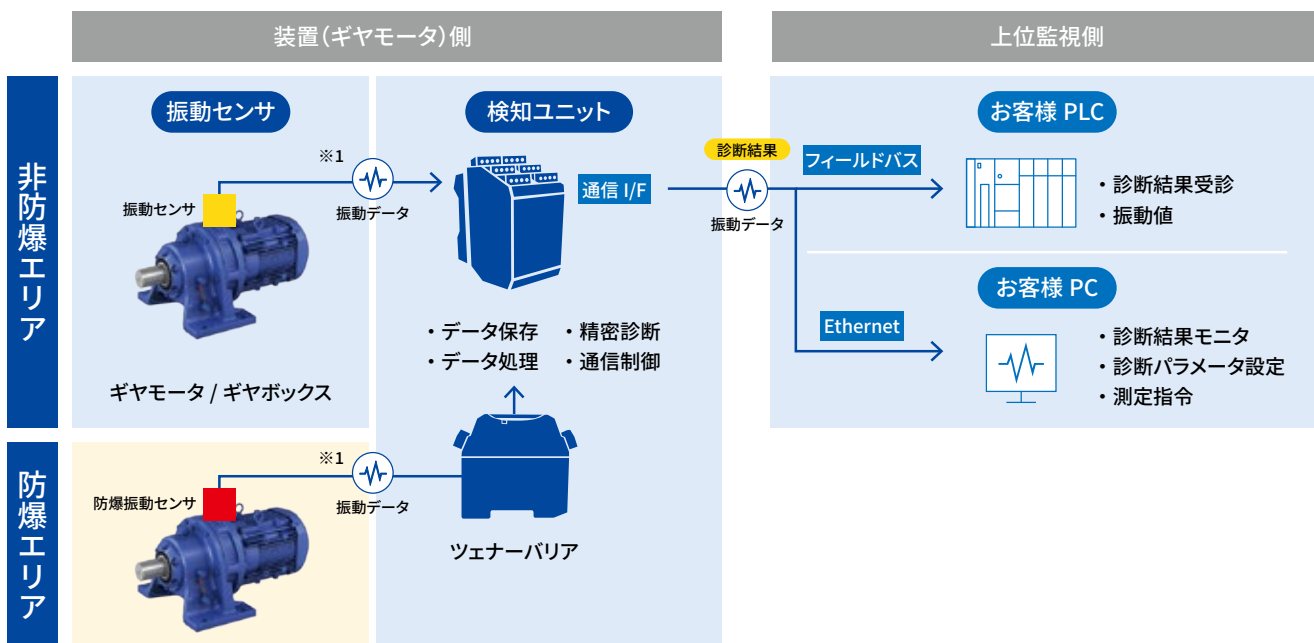 装置(ギヤモータ)側
上位監視側
非防爆エリア
振動センサ
検知ユニット
お客様 PLC
※1
振動センサ
振動データ
通信 I/F
診断結果
振動データ
フィールドバス
・診断結果受診
・振動値
・データ保存 ・精密診断
・データ処理 ・通信制御
ギヤモータ / ギヤボックス
お客様 PC
Ethernet
・診断結果モニタ
・診断パラメータ設定
・測定指令
防爆エリア
※1
防爆振動センサ
振動データ
ツェナーバリア